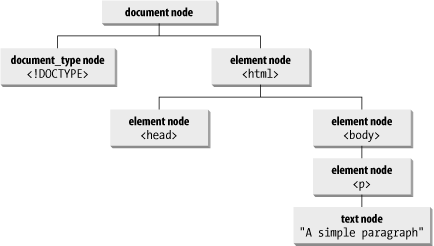 document node
document_type node
<!DOCTYPE>
element node
<html>
element node
<head>
element node
<body>
element node
<p>
text node
"A simple paragraph"